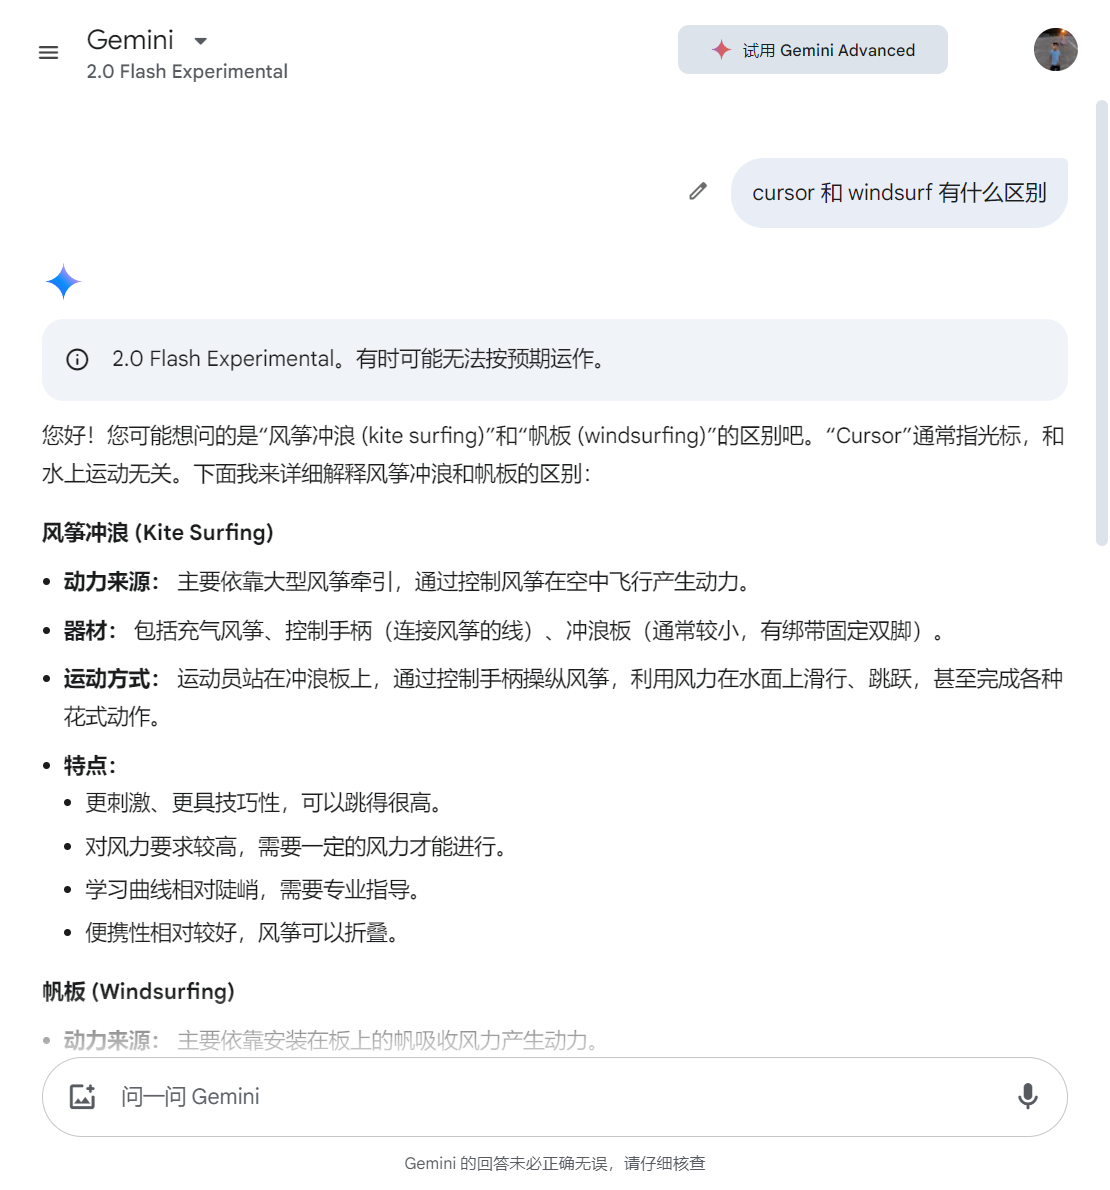 Gemini
2.0 Flash Experimental
试用 Gemini Advanced
cursor 和 windsurf 有什么区别
2.0 Flash Experimental。有时可能无法按预期运作。
您好！您可能想问的是“风筝冲浪 (kite surfing)”和“帆板 (windsurfing)”的区别吧。“Cursor”通常指光标，和
水上运动无关。下面我来详细解释风筝冲浪和帆板的区别：
风筝冲浪 (Kite Surfing)
• 动力来源： 主要依靠大型风筝牵引，通过控制风筝在空中飞行产生动力。
• 器材： 包括充气风筝、控制手柄（连接风筝的线）、冲浪板（通常较小，有绑带固定双脚）。
• 运动方式： 运动员站在冲浪板上，通过控制手柄操纵风筝，利用风力在水面上滑行、跳跃，甚至完成各种
花式动作。
• 特点：
• 更刺激、更具技巧性，可以跳得很高。
• 对风力要求较高，需要一定的风力才能进行。
• 学习曲线相对陡峭，需要专业指导。
• 便携性相对较好，风筝可以折叠。
帆板 (Windsurfing)
• 动力来源： 主要依靠安装在板上的帆吸收风力产生动力。
问一问 Gemini
Gemini 的回答未必正确无误，请仔细核查